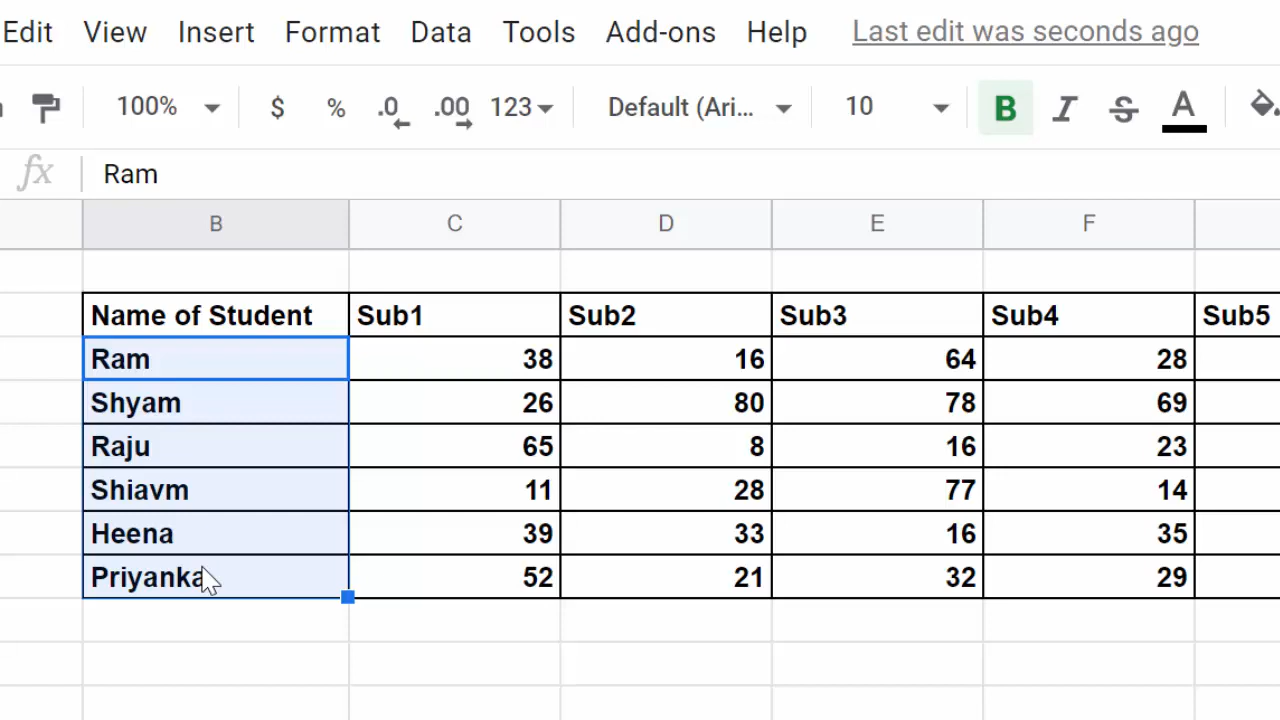 Edit View Insert Format Data Tools Add-ons Help Last edit was seconds ago
100% $ % .0 .00 123 Default (Ari... 10 B I S A
fx Ram
B C D E F
Name of Student Sub1 Sub2 Sub3 Sub4 Sub5
Ram 38 16 64 28
Shyam 26 80 78 69
Raju 65 8 16 23
Shiavm 11 28 77 14
Heena 39 33 16 35
Priyanka 52 21 32 29